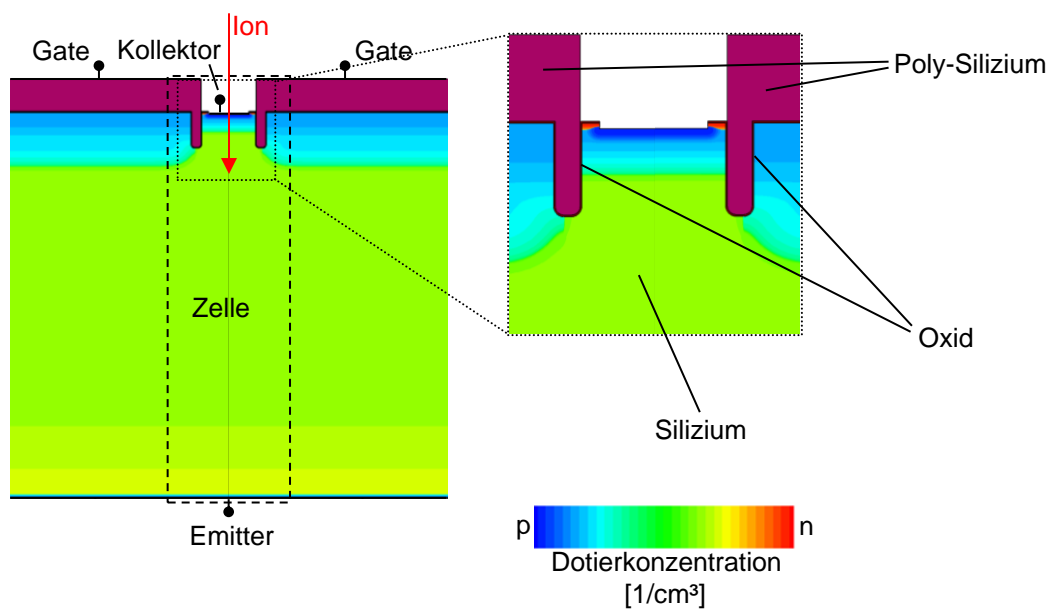 Ion
Gate
Kollektor
Gate
Poly-Silizium
Zelle
Oxid
Silizium
Emitter
p
n
Dotierkonzentration
[1/cm³]